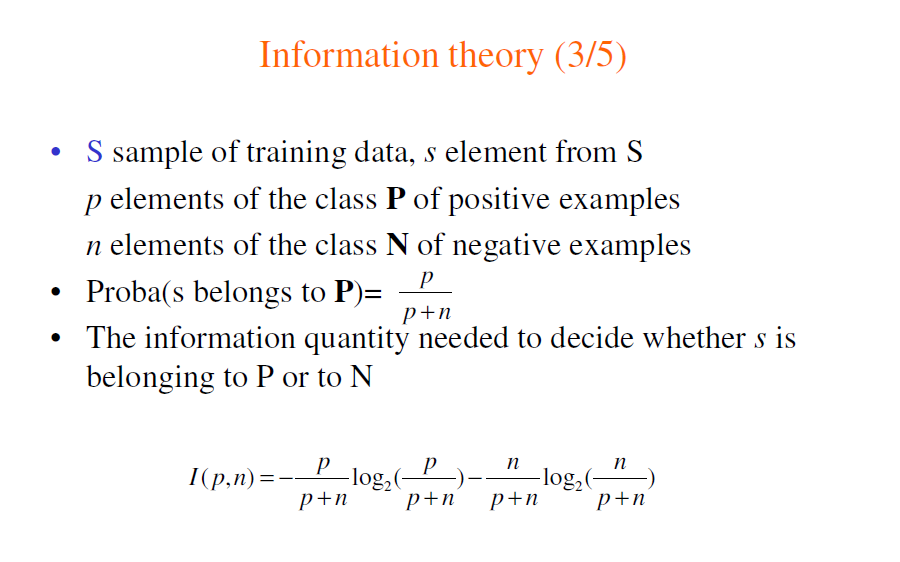 Information theory (3/5)
• S sample of training data, s element from S
p elements of the class P of positive examples
n elements of the class N of negative examples
• Proba(s belongs to P)= p/(p+n)
• The information quantity needed to decide whether s is
belonging to P or to N
I(p,n)=−p/(p+n) log₂(p/(p+n))−n/(p+n) log₂(n/(p+n))